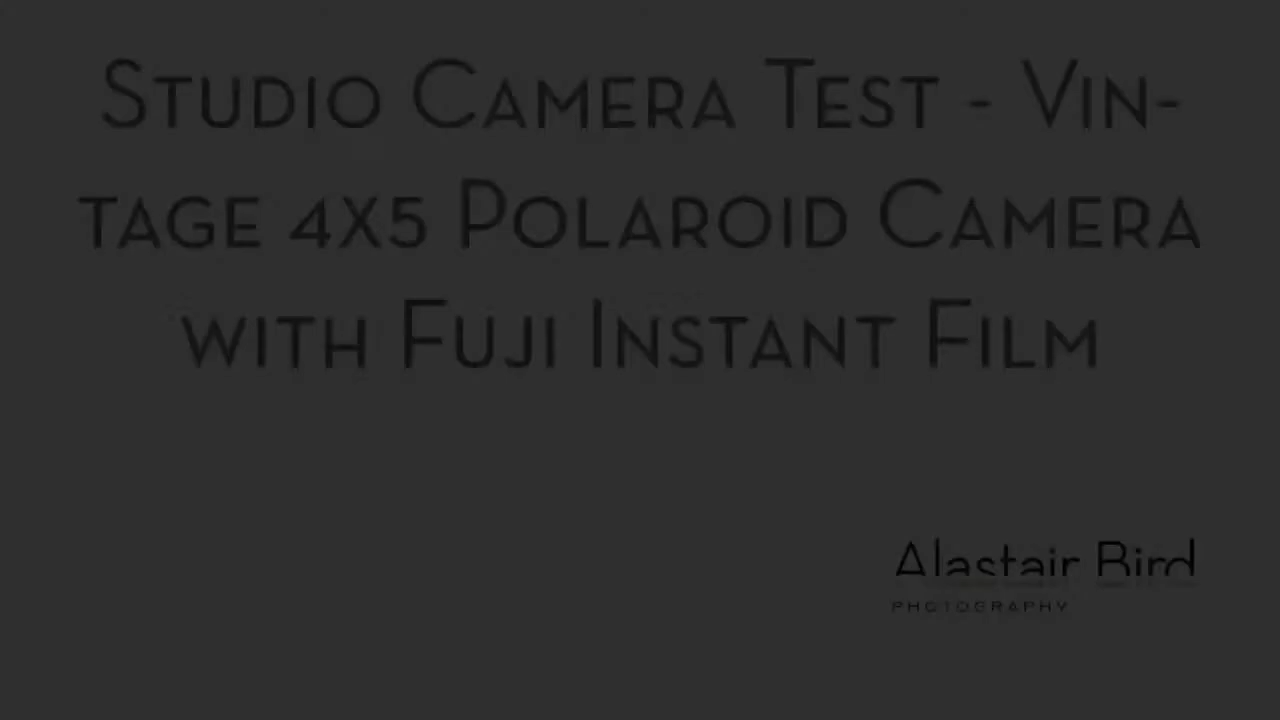 Studio Camera Test - Vin-
tage 4x5 Polaroid Camera
with Fuji Instant Film
Alastair Bird
PHOTOGRAPHY